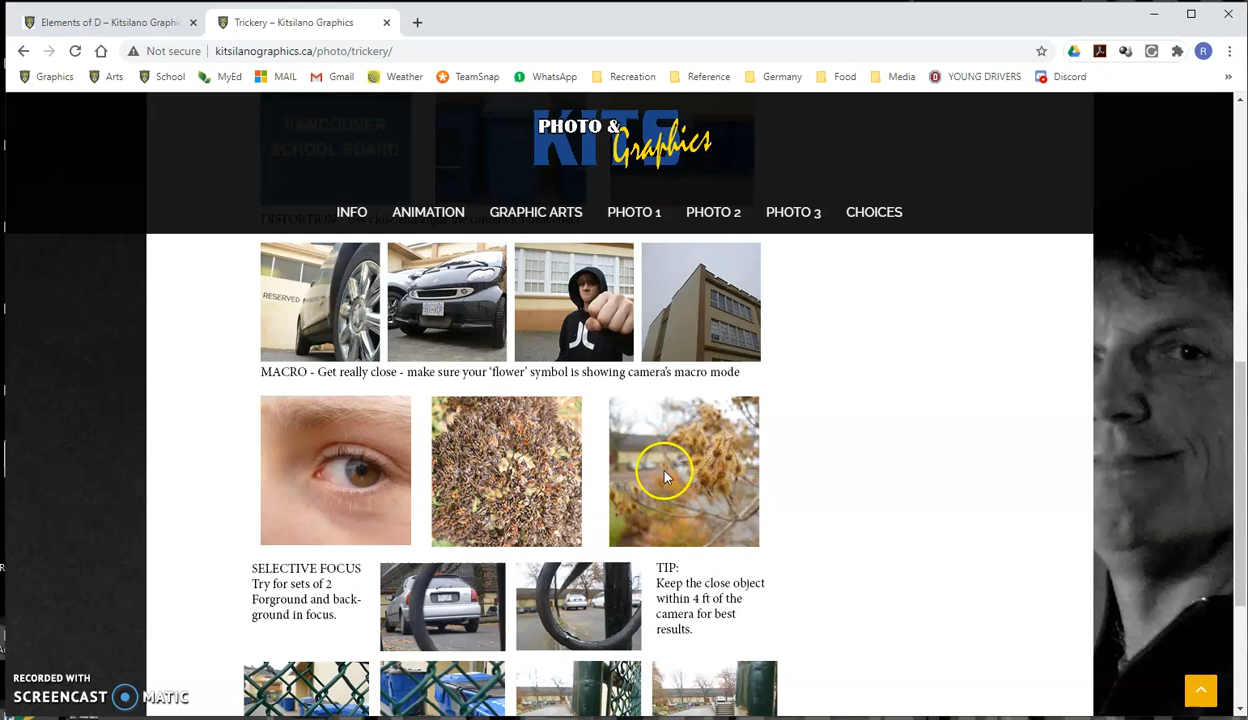 Elements of D – Kitsilano Graphic
Trickery – Kitsilano Graphics
Not secure
kitsilanographics.ca/photo/trickery/
R
Graphics
Arts
School
MyEd
MAIL
Gmail
Weather
TeamSnap
WhatsApp
Recreation
Reference
Germany
Food
Media
YOUNG DRIVERS
Discord
VANCOUVER
SCHOOL BOARD
KITS
PHOTO &
Graphics
INFO
ANIMATION
GRAPHIC ARTS
PHOTO 1
PHOTO 2
PHOTO 3
CHOICES
RESERVED
MACRO - Get really close - make sure your ‘flower’ symbol is showing camera’s macro mode
SELECTIVE FOCUS
Try for sets of 2
Forground and back-
ground in focus.
TIP:
Keep the close object
within 4 ft of the
camera for best
results.
RECORDED WITH
SCREENCAST MATIC